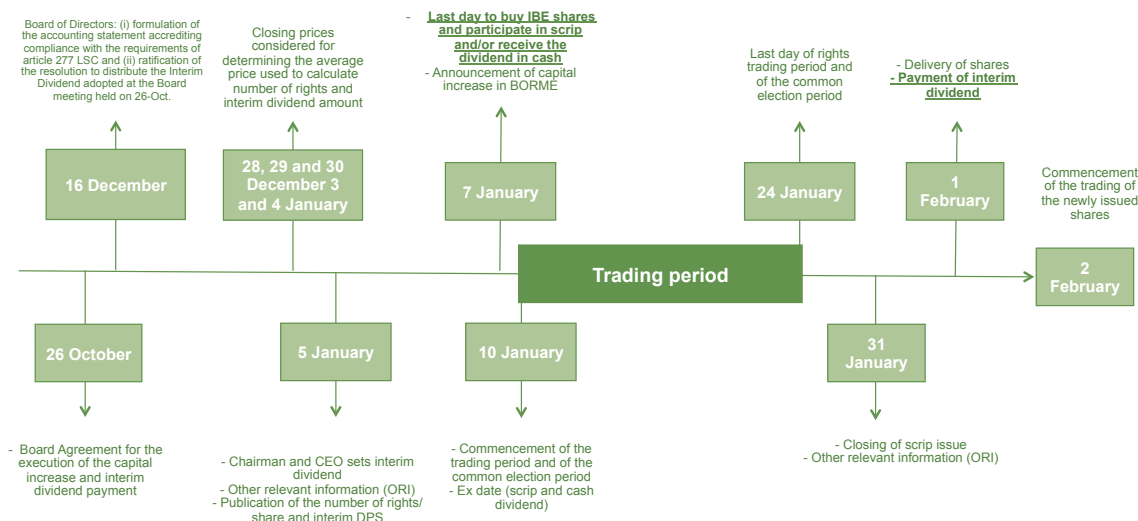 Board of Directors: (i) formulation of
the accounting statement accrediting
compliance with the requirements of
article 277 LSC and (ii) ratification
of the resolution to distribute the Interim
Dividend adopted at the Board
meeting held on 26-Oct.
Closing prices
considered for
determining the average
price used to calculate
number of rights and
interim dividend amount
- Last day to buy IBE shares
and participate in scrip
and/or receive the
dividend in cash
- Announcement of capital
increase in BORME
Last day of rights
trading period and
of the common
election period
- Delivery of shares
- Payment of interim
dividend
16 December
28, 29 and 30
December 3
and 4 January
7 January
24 January
1
February
Commencement
of the trading of
the newly issued
shares
Trading period
2
February
26 October
5 January
10 January
31
January
- Board Agreement for the
execution of the capital
increase and interim
dividend payment
- Chairman and CEO sets interim
dividend
- Other relevant information (ORI)
- Publication of the number of rights/
share and interim DPS
- Commencement of the
trading period and of the
common election period
- Ex date (scrip and cash
dividend)
- Closing of scrip issue
- Other relevant information (ORI)